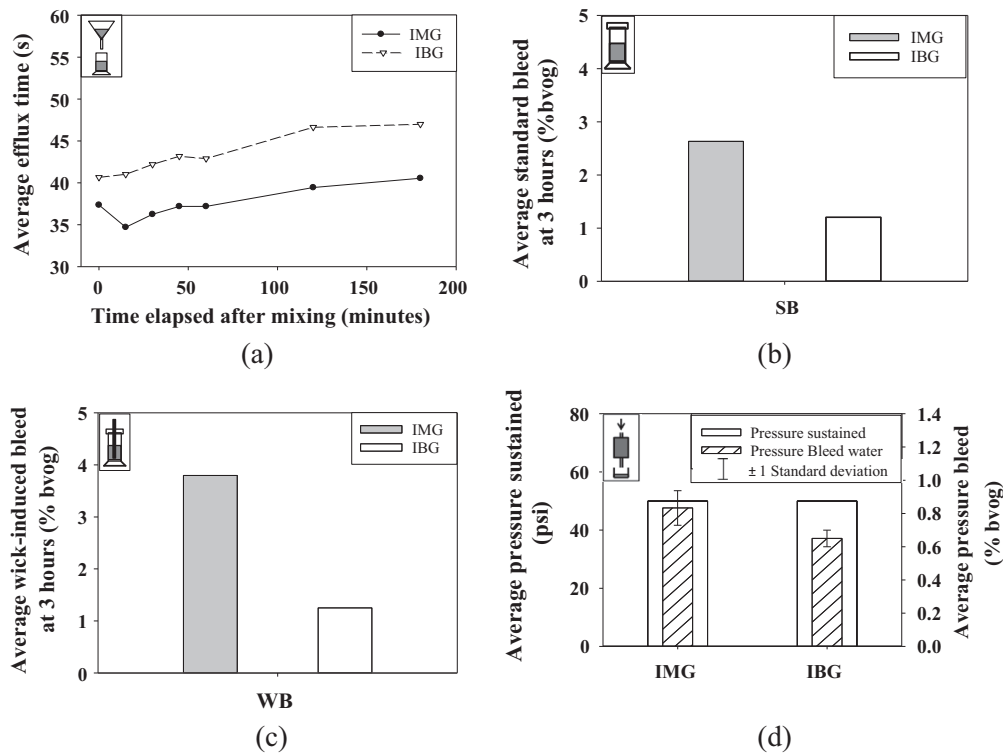 60
55
50
45
40
35
30
Average efflux time (s)
IMG
IBG
0 50 100 150 200
Time elapsed after mixing (minutes)
(a)
5
4
3
2
1
0
Average standard bleed
at 3 hours (%bvog)
IMG
IBG
SB
(b)
5
4
3
2
1
0
Average wick-induced bleed
at 3 hours (% bvog)
IMG
IBG
WB
(c)
80
60
40
20
0
Average pressure sustained
(psi)
Pressure sustained
Pressure Bleed water
± 1 Standard deviation
1.4
1.2
1.0
0.8
0.6
0.4
0.2
0.0
Average pressure bleed
(% bvog)
IMG IBG
(d)